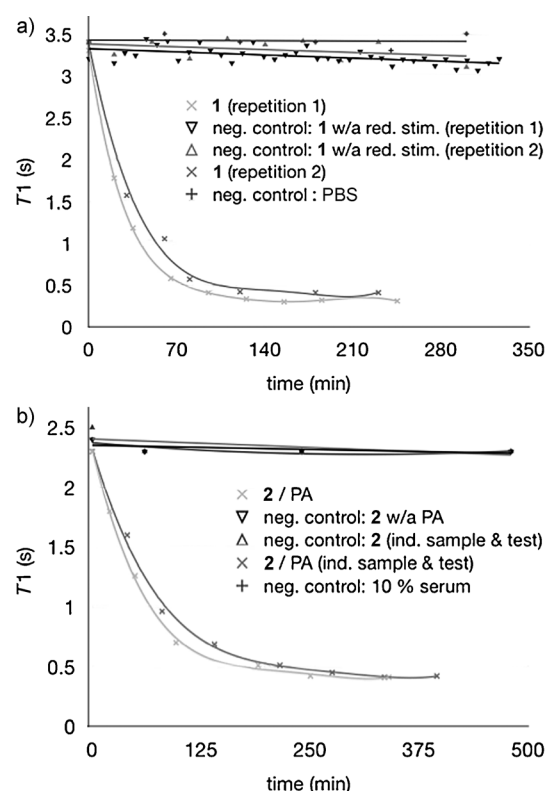 a)
3.5
3
2.5
2
1.5
1
0.5
0
T1 (s)
1 (repetition 1)
neg. control: 1 w/a red. stim. (repetition 1)
neg. control: 1 w/a red. stim. (repetition 2)
1 (repetition 2)
neg. control : PBS
0 70 140 210 280 350
time (min)
b)
2.5
2
1.5
1
0.5
0
T1 (s)
2 / PA
neg. control: 2 w/a PA
neg. control: 2 (ind. sample & test)
2 / PA (ind. sample & test)
neg. control: 10 % serum
0 125 250 375 500
time (min)